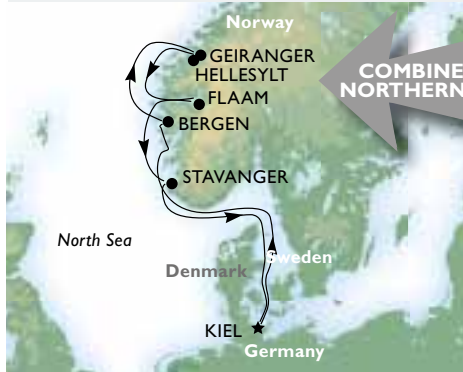 Norway
GEIRANGER
HELLESYLT
COMBINE
NORTHERN
FLAAM
BERGEN
STAVANGER
North Sea
Sweden
Denmark
KIEL
Germany